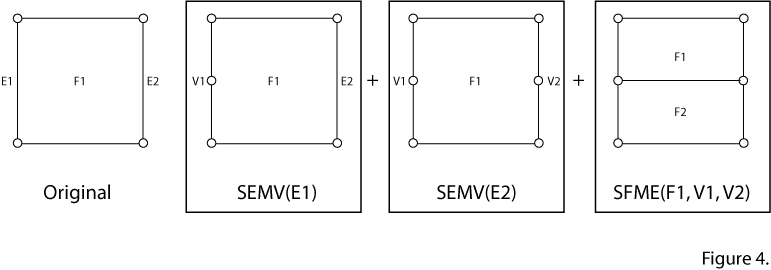 E1 F1 E2
V1 F1 E2
+
V1 F1 V2
+
F1
F2
Original
SEMV(E1)
SEMV(E2)
SFME(F1, V1, V2)
Figure 4.